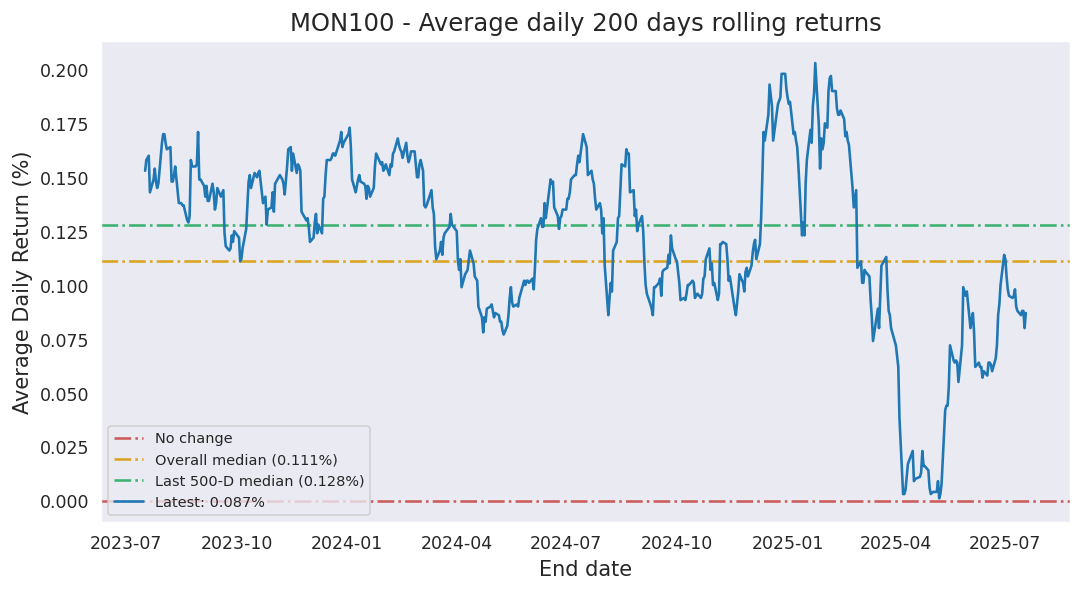 MON100 - Average daily 200 days rolling returns
Average Daily Return (%)
0.200
0.175
0.150
0.125
0.100
0.075
0.050
0.025
0.000
No change
Overall median (0.111%)
Last 500-D median (0.128%)
Latest: 0.087%
2023-07 2023-10 2024-01 2024-04 2024-07 2024-10 2025-01 2025-04 2025-07
End date